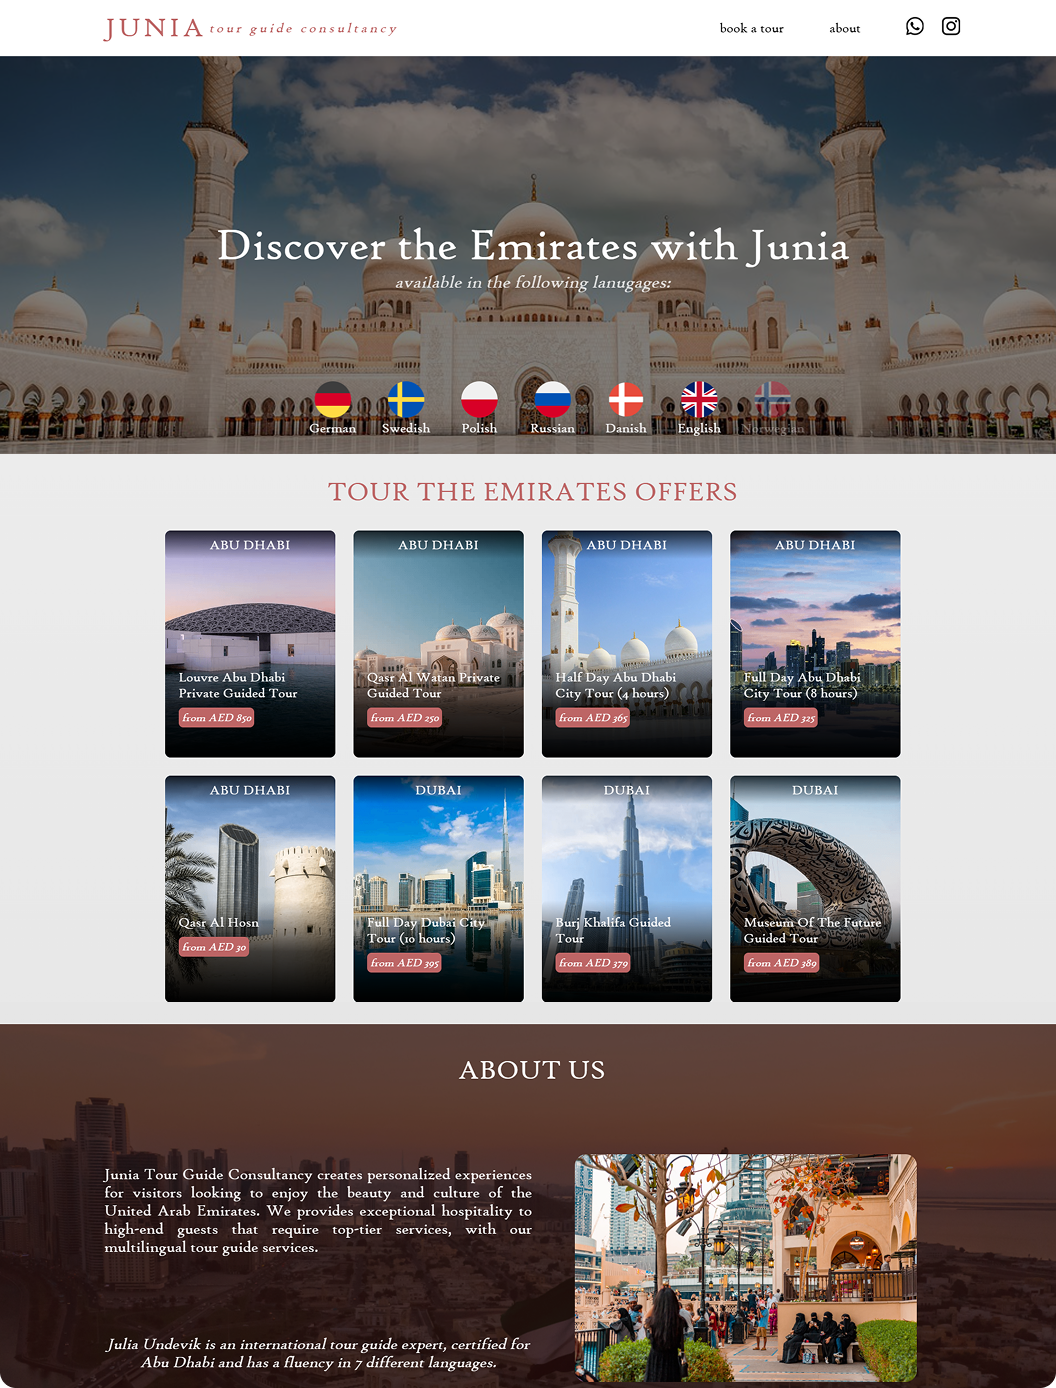 JUNIA tour guide consultancy
book a tour
about
Discover the Emirates with Junia
available in the following lanugages:
German
Swedish
Polish
Russian
Danish
English
Norwegian
TOUR THE EMIRATES OFFERS
ABU DHABI
Louvre Abu Dhabi
Private Guided Tour
from AED 850
ABU DHABI
Qasr Al Watan Private
Guided Tour
from AED 250
ABU DHABI
Half Day Abu Dhabi
City Tour (4 hours)
from AED 365
ABU DHABI
Full Day Abu Dhabi
City Tour (8 hours)
from AED 325
ABU DHABI
Qasr Al Hosn
from AED 30
DUBAI
Full Day Dubai City
Tour (10 hours)
from AED 395
DUBAI
Burj Khalifa Guided
Tour
from AED 379
DUBAI
Museum Of The Future
Guided Tour
from AED 389
ABOUT US
Junia Tour Guide Consultancy creates personalized experiences
for visitors looking to enjoy the beauty and culture of the
United Arab Emirates. We provides exceptional hospitality to
high-end guests that require top-tier services, with our
multilingual tour guide services.
Julia Undevik is an international tour guide expert, certified for
Abu Dhabi and has a fluency in 7 different languages.